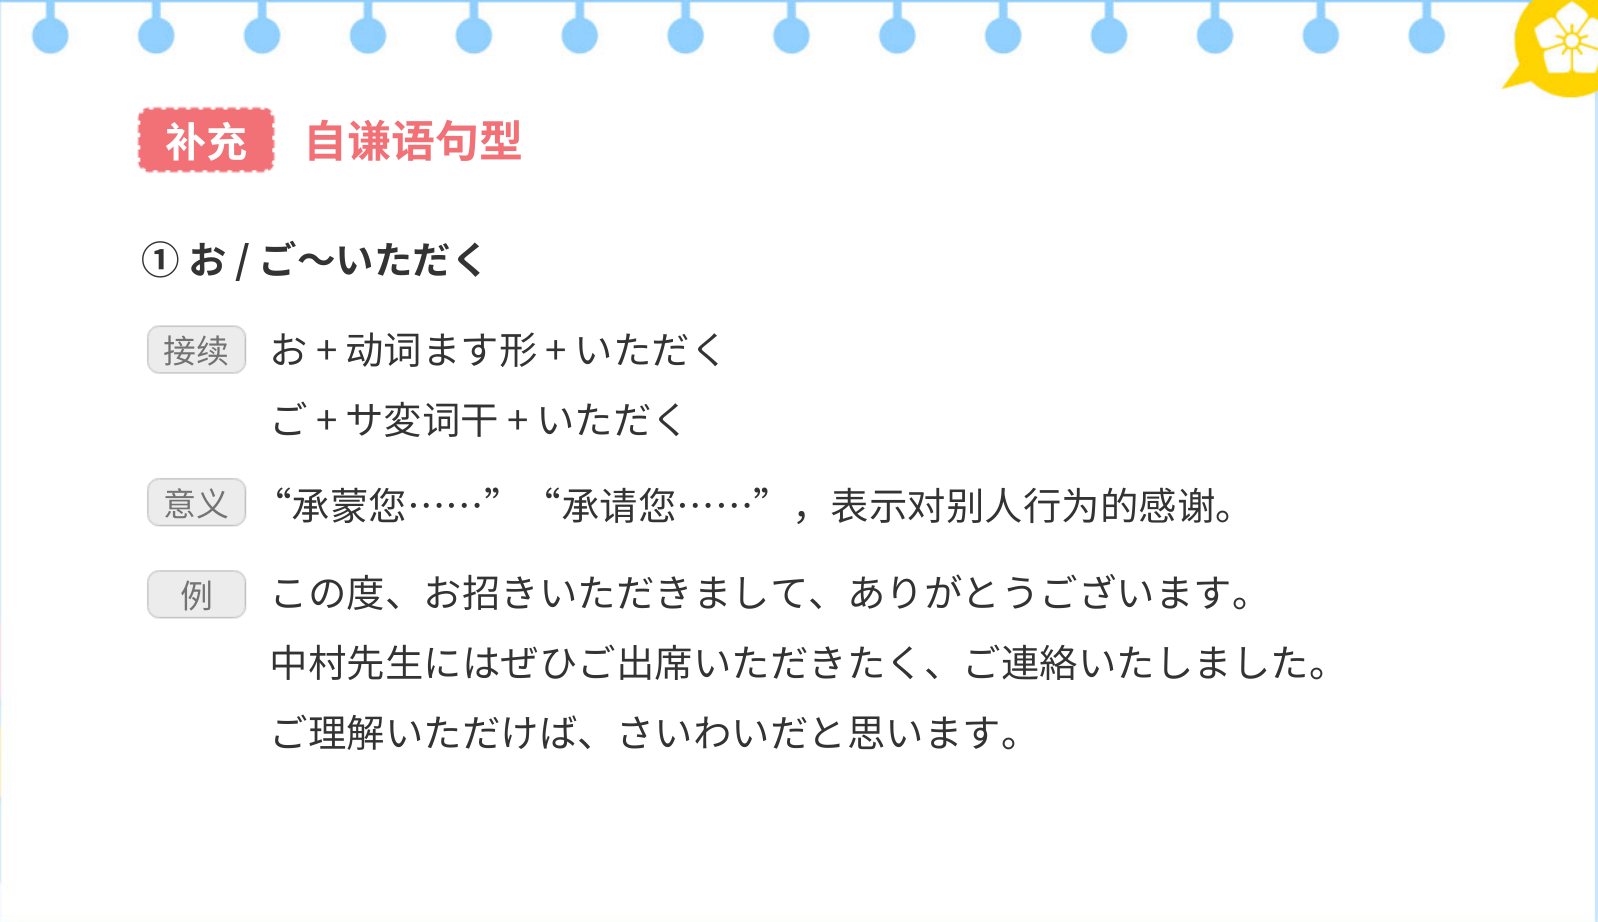 补充 自谦语句型
① お / ご～いただく
接续 お + 动词ます形 + いただく
ご + サ変词干 + いただく
意义 “承蒙您……” “承请您……”，表示对别人行为的感谢。
例 この度、お招きいただきまして、ありがとうございます。
中村先生にはぜひご出席いただきたく、ご連絡いたしました。
ご理解いただけば、さいわいだと思います。